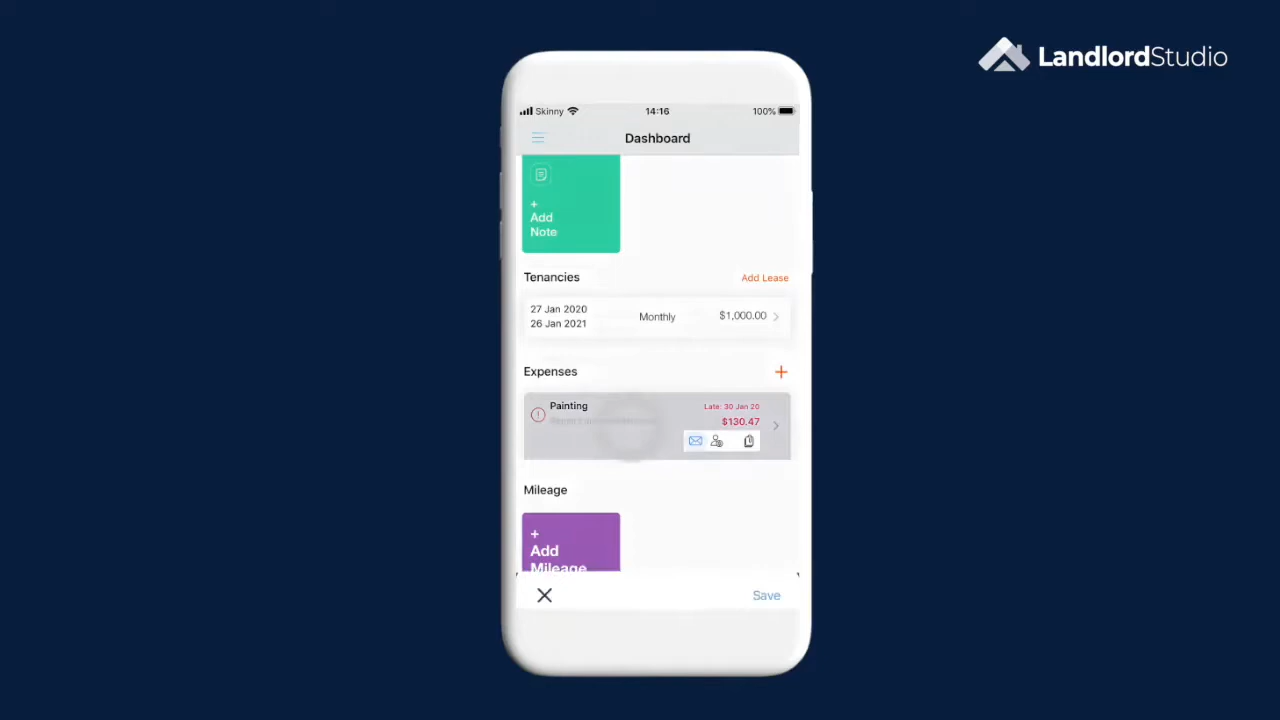 LandlordStudio
Skinny 14:16 100%
Dashboard
+
Add
Note
Tenancies Add Lease
27 Jan 2020
26 Jan 2021
Monthly $1,000.00
Expenses +
Painting Late: 30 Jan 20
$130.47
Mileage
+
Add
Mileage
Save